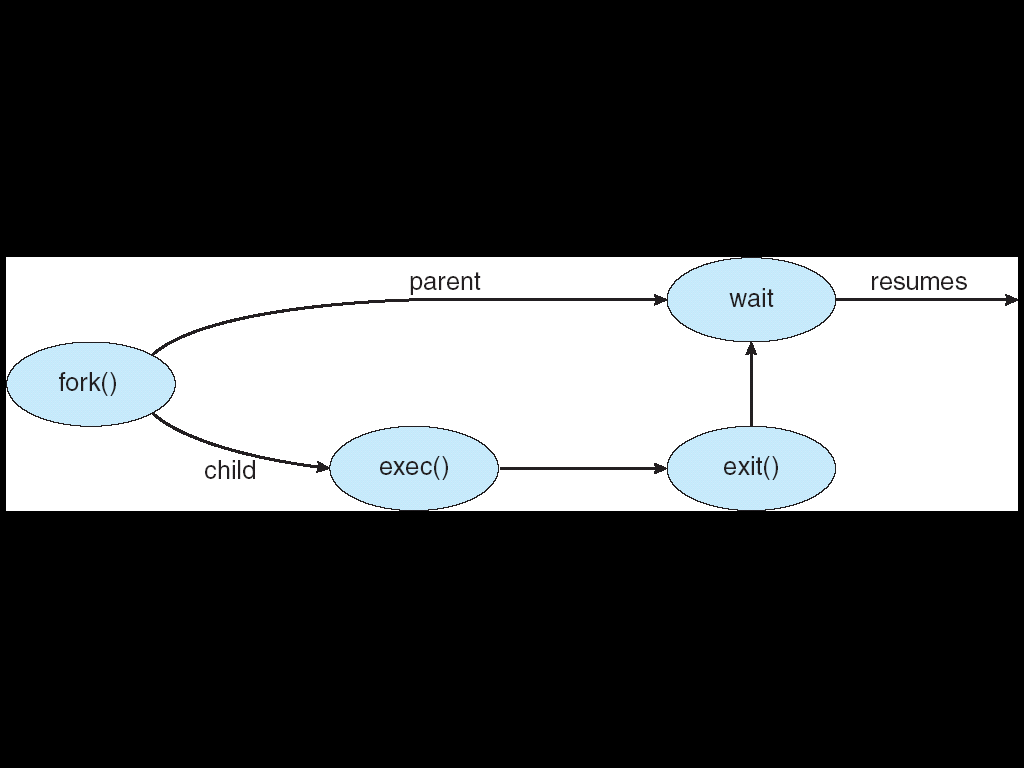 parent
resumes
wait
fork()
child
exec()
exit()